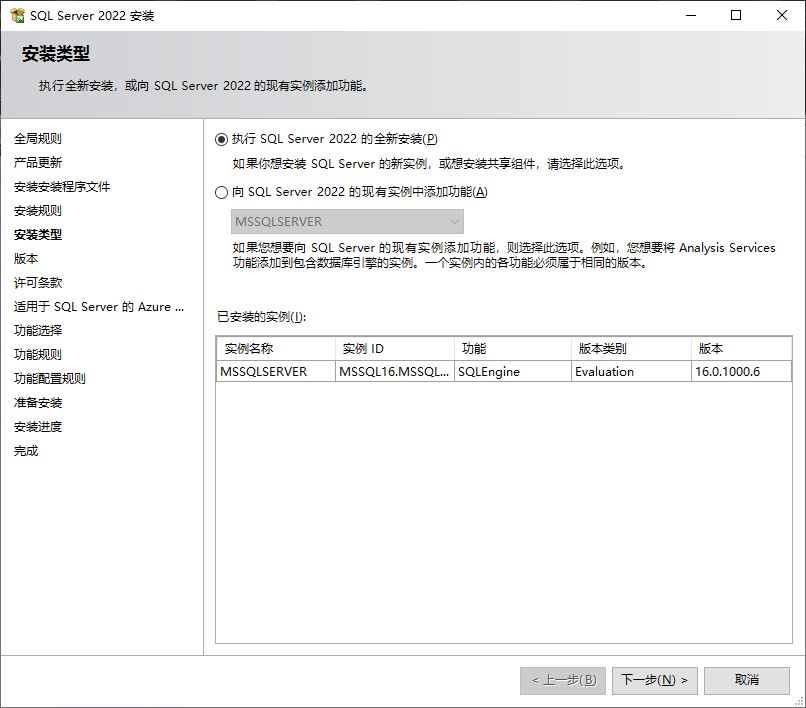 SQL Server 2022 安装
安装类型
执行全新安装，或向 SQL Server 2022 的现有实例添加功能。
全局规则
产品更新
安装安装程序文件
安装规则
安装类型
版本
许可条款
适用于 SQL Server 的 Azure ...
功能选择
功能规则
功能配置规则
准备安装
安装进度
完成
执行 SQL Server 2022 的全新安装(P)
如果你想安装 SQL Server 的新实例，或想安装共享组件，请选择此选项。
向 SQL Server 2022 的现有实例中添加功能(A)
MSSQLSERVER
如果您想要向 SQL Server 的现有实例添加功能，则选择此选项。例如，您想要将 Analysis Services
功能添加到包含数据库引擎的实例。一个实例内的各功能必须属于相同的版本。
已安装的实例(I):
实例名称 实例 ID 功能 版本类别 版本
MSSQLSERVER MSSQL16.MSSQL... SQLEngine Evaluation 16.0.1000.6
< 上一步(B) 下一步(N) > 取消